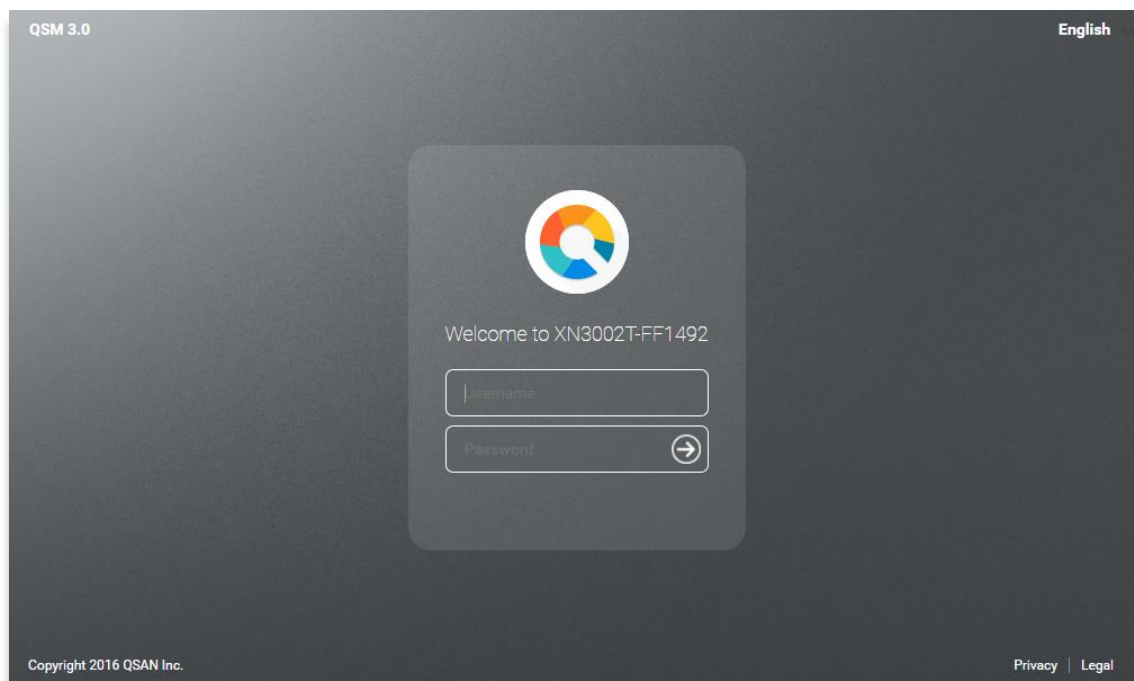 QSM 3.0
English
Welcome to XN3002T-FF1492
Username
Password
Copyright 2016 QSAN Inc.
Privacy | Legal